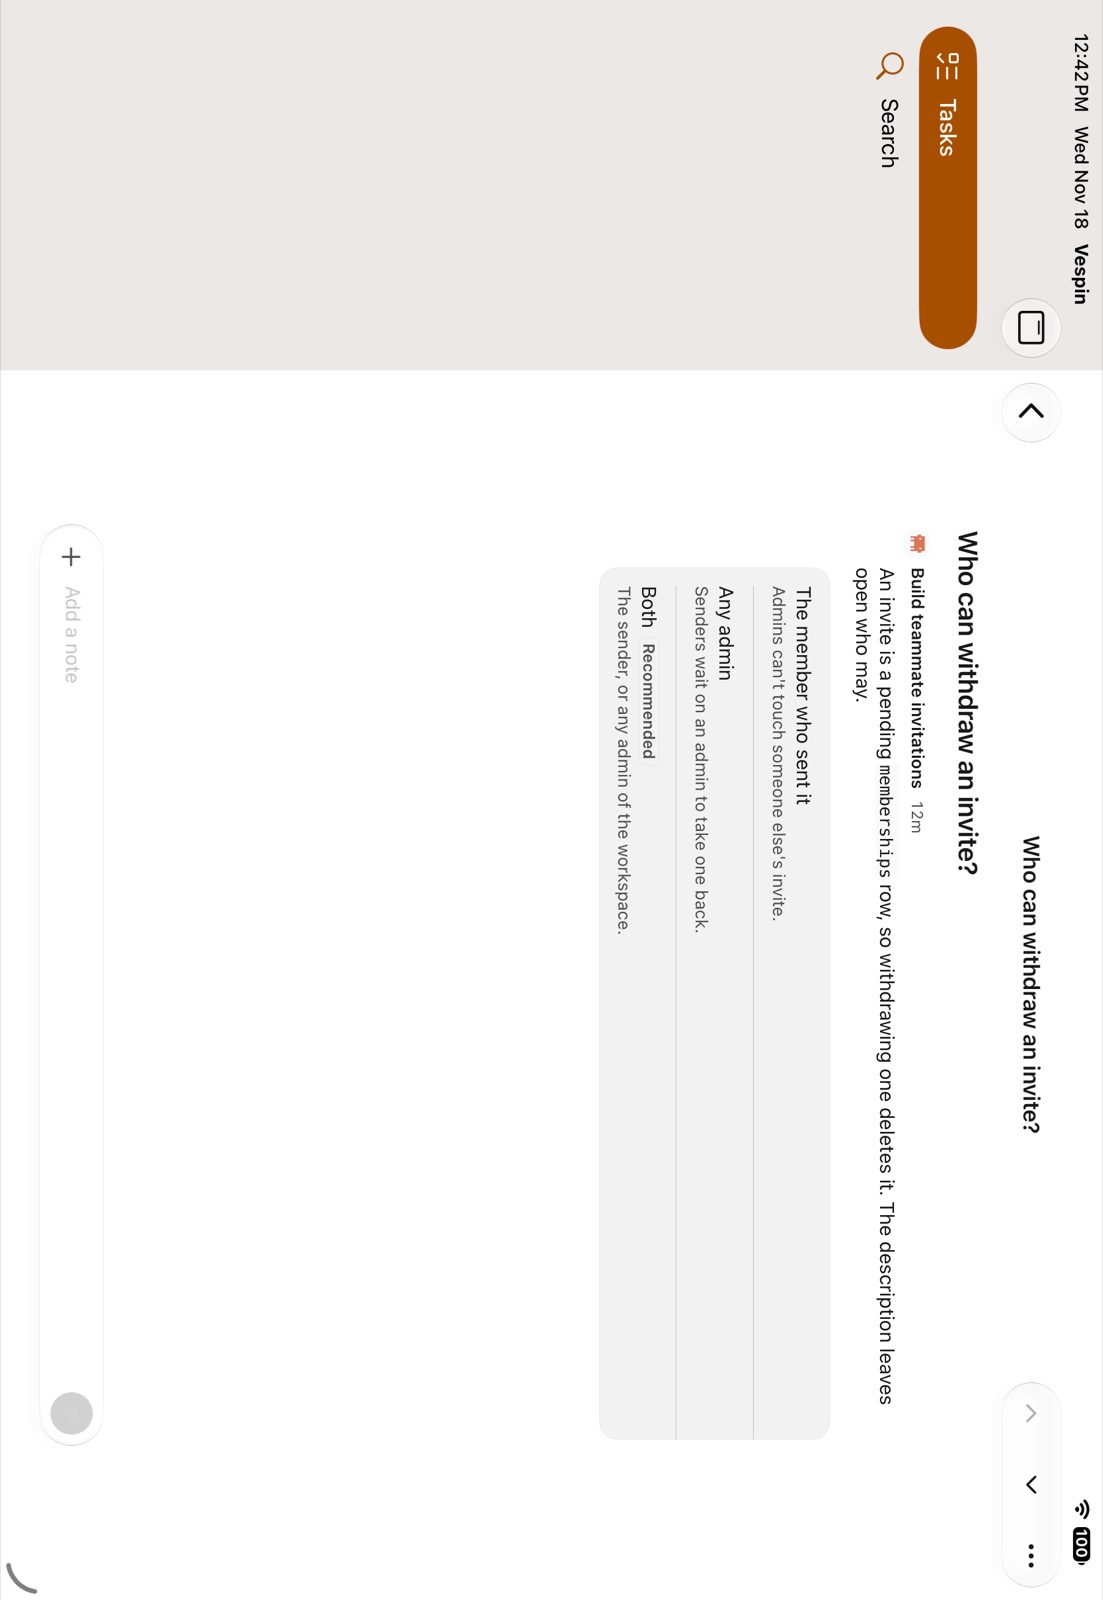 12:42 PM Wed Nov 18 Vespin
100
Tasks
Search
Who can withdraw an invite?
Who can withdraw an invite?
Build teammate invitations 12m
An invite is a pending memberships row, so withdrawing one deletes it. The description leaves
open who may.
The member who sent it
Admins can't touch someone else's invite.
Any admin
Senders wait on an admin to take one back.
Both Recommended
The sender, or any admin of the workspace.
Add a note